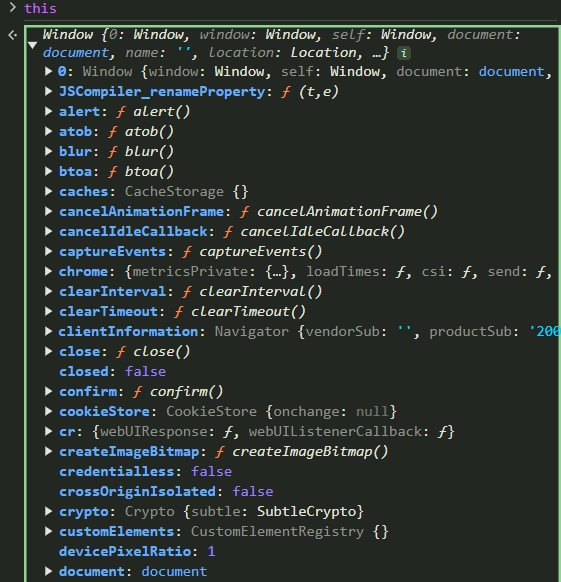 > this
Window {0: Window, window: Window, self: Window, document:
document, name: '', location: Location, …} i
0: Window {window: Window, self: Window, document: document,
JSCompiler_renameProperty: ƒ (t,e)
alert: ƒ alert()
atob: ƒ atob()
blur: ƒ blur()
btoa: ƒ btoa()
caches: CacheStorage {}
cancelAnimationFrame: ƒ cancelAnimationFrame()
cancelIdleCallback: ƒ cancelIdleCallback()
captureEvents: ƒ captureEvents()
chrome: {metricsPrivate: {…}, loadTimes: ƒ, csi: ƒ, send: ƒ,
clearInterval: ƒ clearInterval()
clearTimeout: ƒ clearTimeout()
clientInformation: Navigator {vendorSub: '', productSub: '200
close: ƒ close()
closed: false
confirm: ƒ confirm()
cookieStore: CookieStore {onchange: null}
cr: {webUIResponse: ƒ, webUIListenerCallback: ƒ}
createImageBitmap: ƒ createImageBitmap()
credentialless: false
crossOriginIsolated: false
crypto: Crypto {subtle: SubtleCrypto}
customElements: CustomElementRegistry {}
devicePixelRatio: 1
document: document